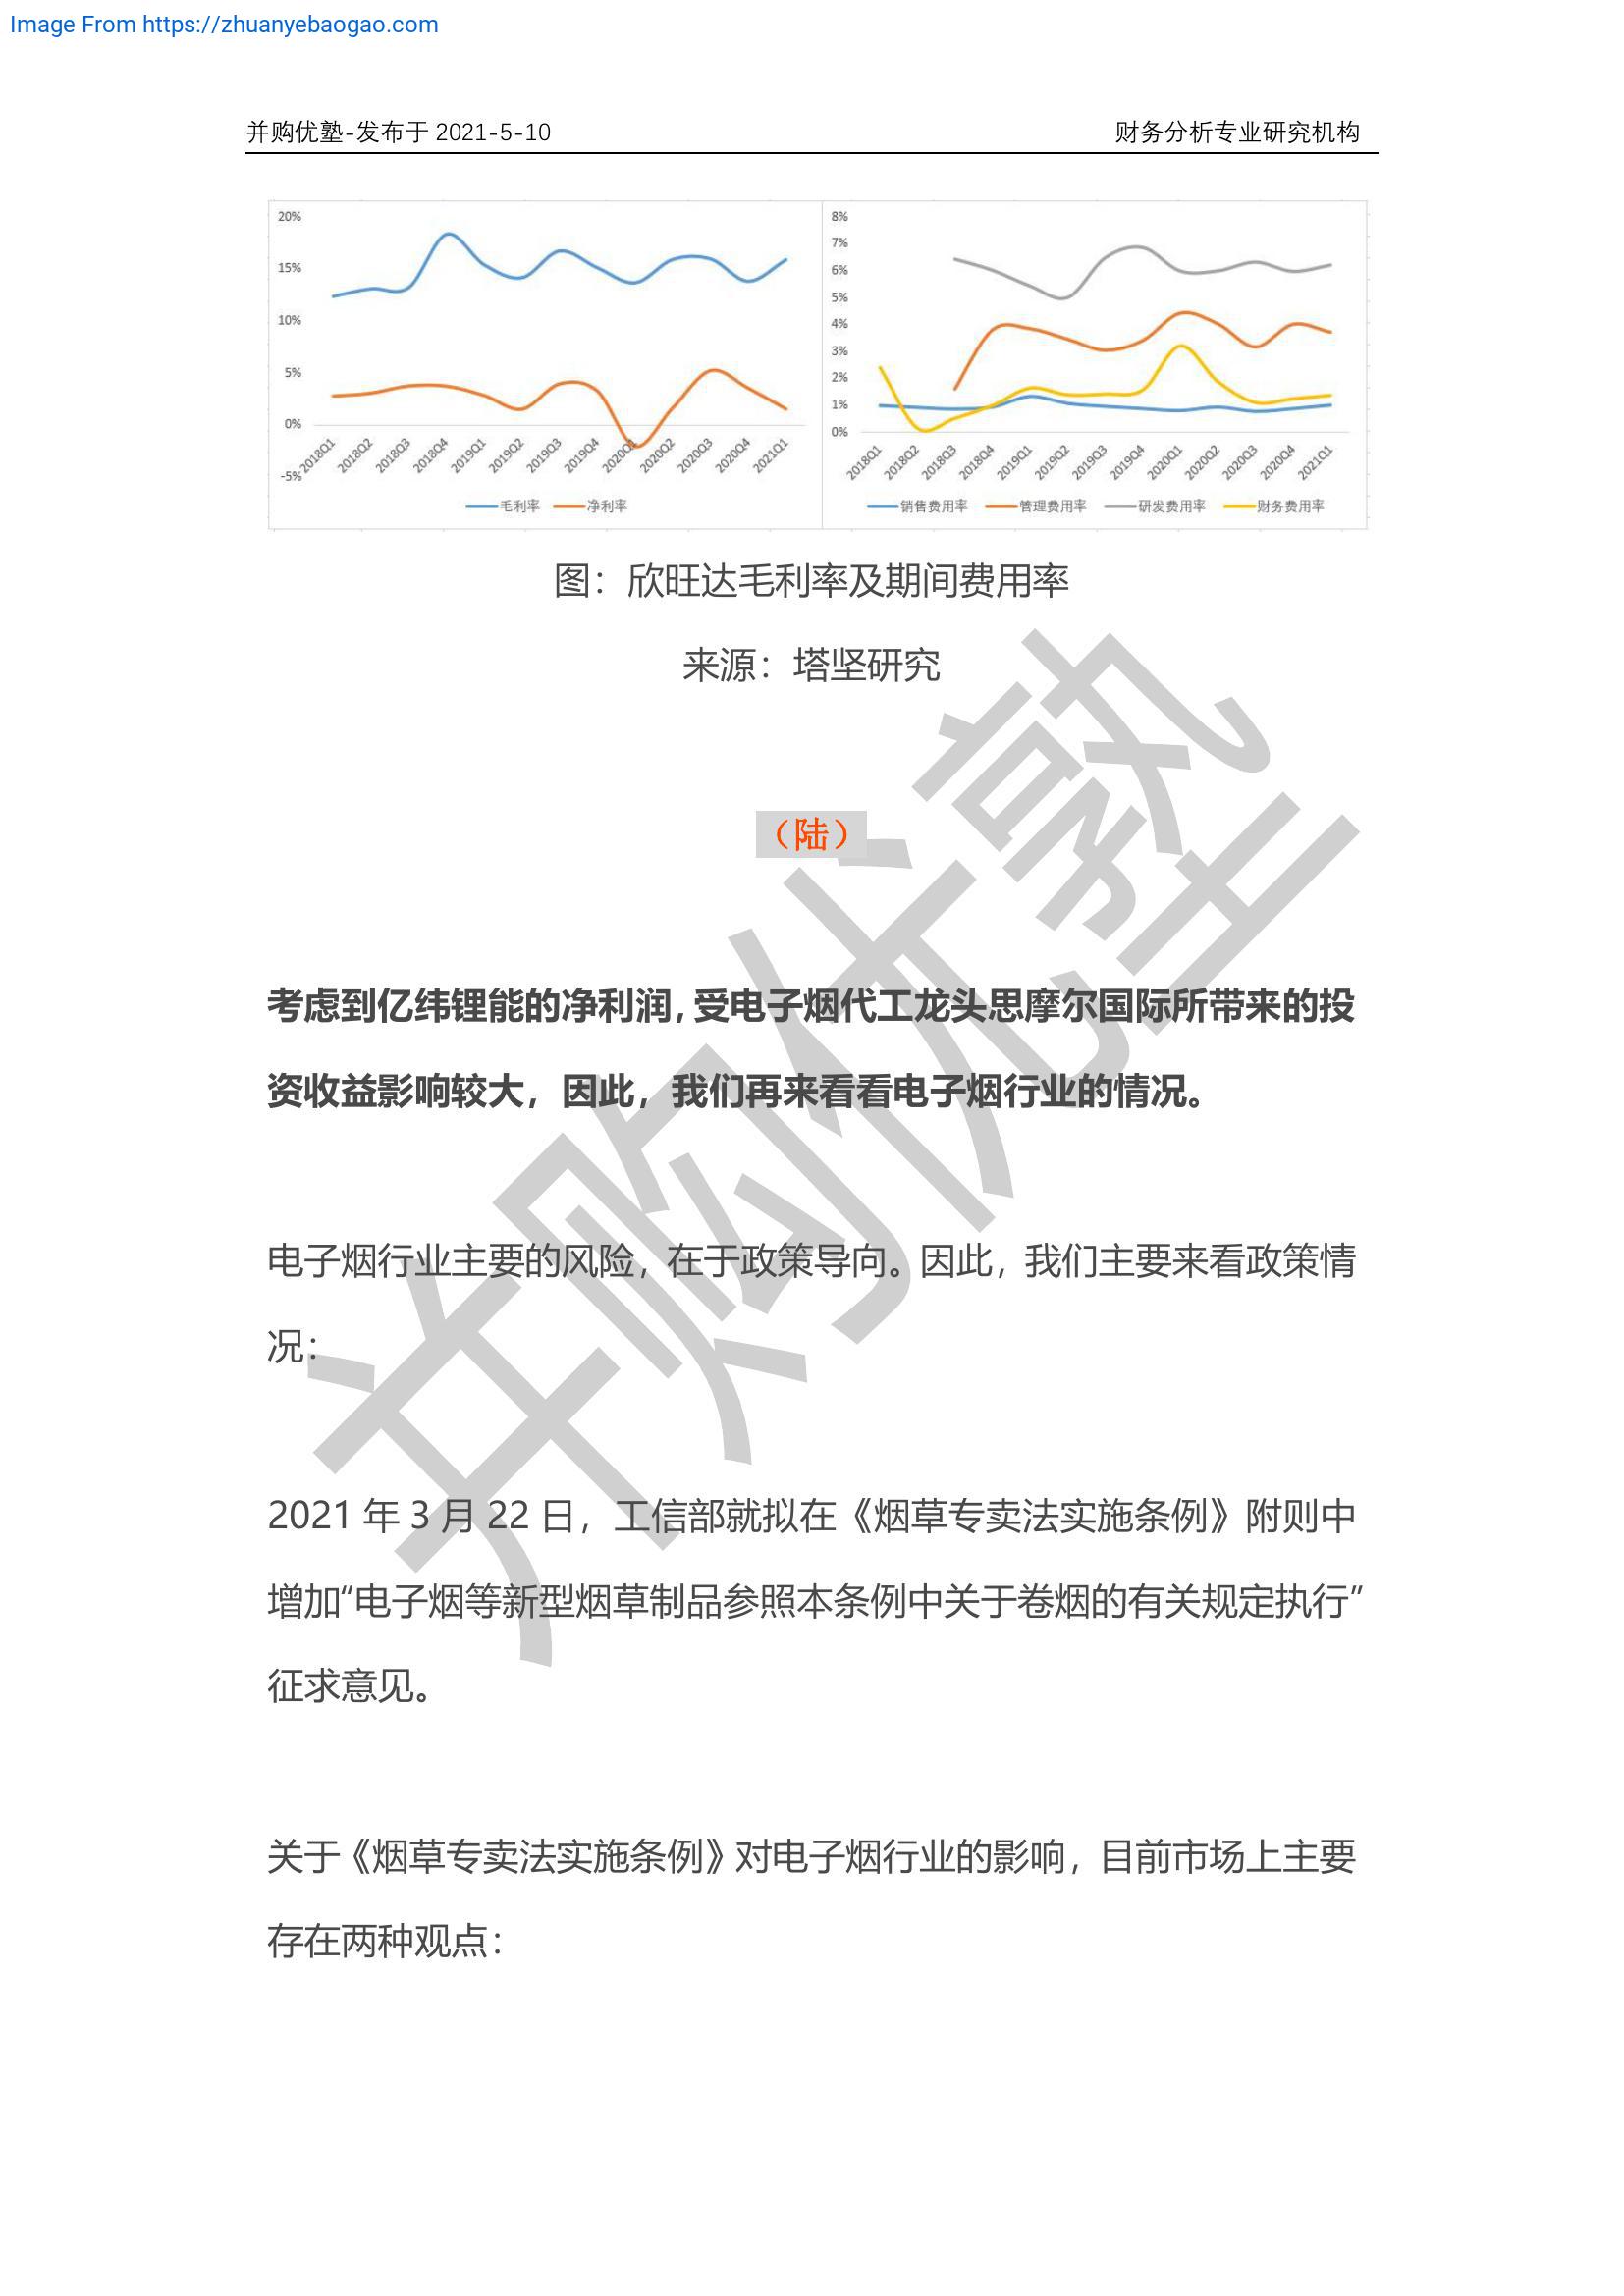 Image From https://zhuanyebaogao.com
并购优塾-发布于 2021-5-10 财务分析专业研究机构
20%
15%
10%
5%
0%
-5%
2018Q1 2018Q2 2018Q3 2018Q4 2019Q1 2019Q2 2019Q3 2019Q4 2020Q1 2020Q2 2020Q3 2020Q4 2021Q1
毛利率 净利率
8%
7%
6%
5%
4%
3%
2%
1%
0%
2018Q1 2018Q2 2018Q3 2018Q4 2019Q1 2019Q2 2019Q3 2019Q4 2020Q1 2020Q2 2020Q3 2020Q4 2021Q1
销售费用率 管理费用率 研发费用率 财务费用率
图：欣旺达毛利率及期间费用率
来源：塔坚研究
（陆）
考虑到亿纬锂能的净利润，受电子烟代工龙头思摩尔国际所带来的投
资收益影响较大，因此，我们再来看看电子烟行业的情况。
电子烟行业主要的风险，在于政策导向。因此，我们主要来看政策情
况：
2021 年 3 月 22 日，工信部就拟在《烟草专卖法实施条例》附则中
增加“电子烟等新型烟草制品参照本条例中关于卷烟的有关规定执行”
征求意见。
关于《烟草专卖法实施条例》对电子烟行业的影响，目前市场上主要
存在两种观点：
并购优塾